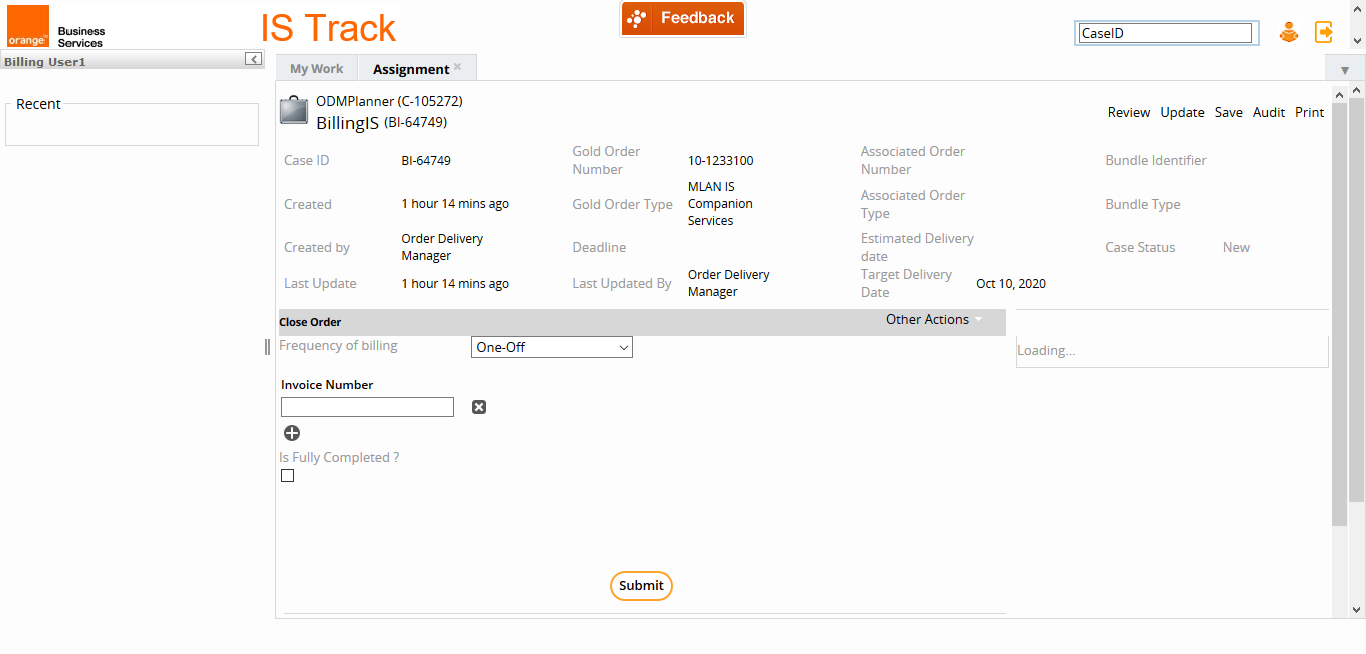 orange™
Business
Services
IS Track
Feedback
CaseID
Billing User1
My Work
Assignment
Recent
ODMPlanner (C-105272)
BillingIS (BI-64749)
Review Update Save Audit Print
Case ID BI-64749
Gold Order
Number
10-1233100
Associated Order
Number
Bundle Identifier
Created 1 hour 14 mins ago
Gold Order Type
MLAN IS
Companion
Services
Associated Order
Type
Bundle Type
Created by
Order Delivery
Manager
Deadline
Estimated Delivery
date
Case Status New
Last Update 1 hour 14 mins ago
Last Updated By
Order Delivery
Manager
Target Delivery
Date
Oct 10, 2020
Close Order
Other Actions
Frequency of billing One-Off
Loading...
Invoice Number
Is Fully Completed ?
Submit